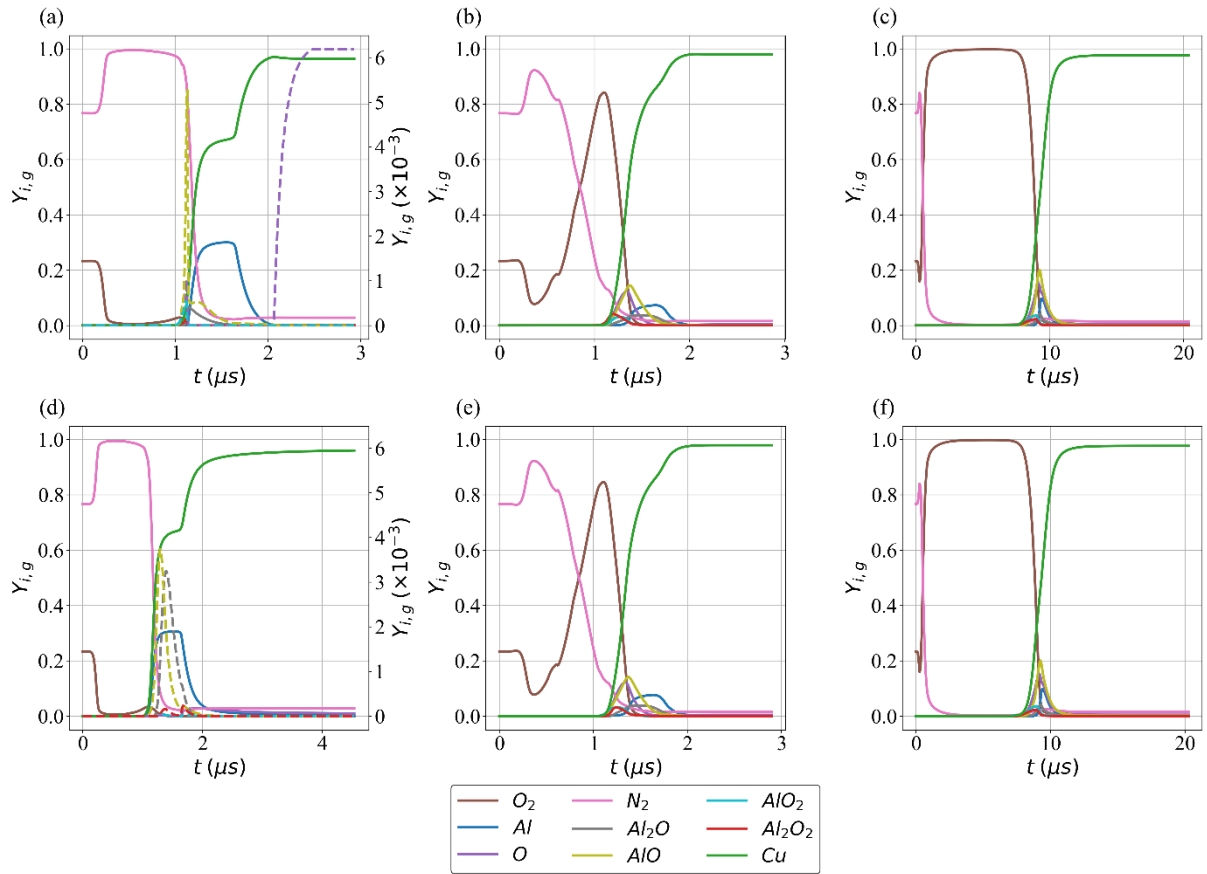 (a)
1.0
0.8
0.6
0.4
0.2
0.0
Y_{i,g}
6
5
4
3
2
1
0
Y_{i,g} (×10^{−3})
0 1 2 3
t (μs)
(b)
1.0
0.8
0.6
0.4
0.2
0.0
Y_{i,g}
0 1 2 3
t (μs)
(c)
1.0
0.8
0.6
0.4
0.2
0.0
Y_{i,g}
0 10 20
t (μs)
(d)
1.0
0.8
0.6
0.4
0.2
0.0
Y_{i,g}
6
5
4
3
2
1
0
Y_{i,g} (×10^{−3})
0 2 4
t (μs)
(e)
1.0
0.8
0.6
0.4
0.2
0.0
Y_{i,g}
0 1 2 3
t (μs)
(f)
1.0
0.8
0.6
0.4
0.2
0.0
Y_{i,g}
0 10 20
t (μs)
O₂ N₂ AlO₂
Al Al₂O Al₂O₂
O AlO Cu